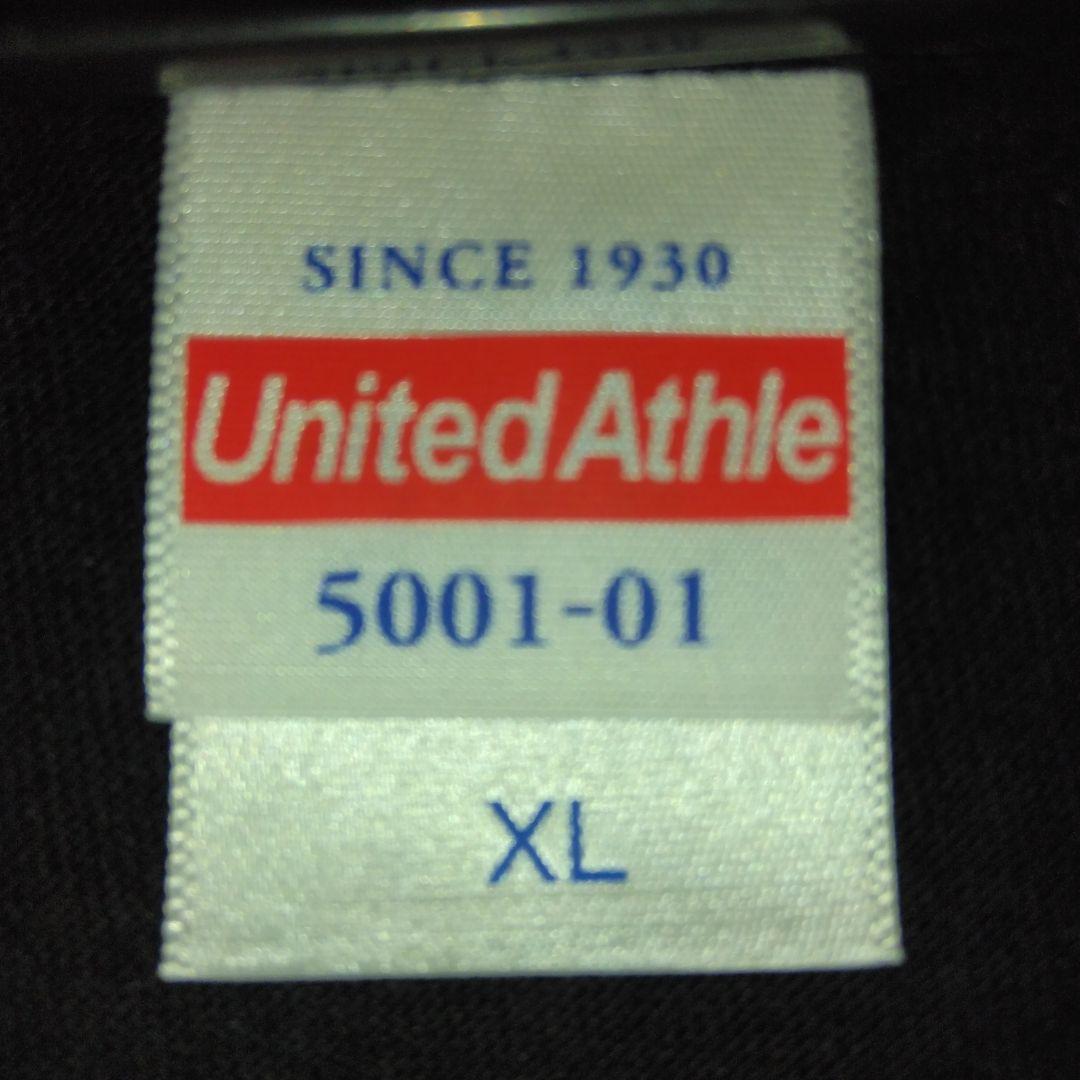 SINCE 1930
United Athle
5001-01
XL